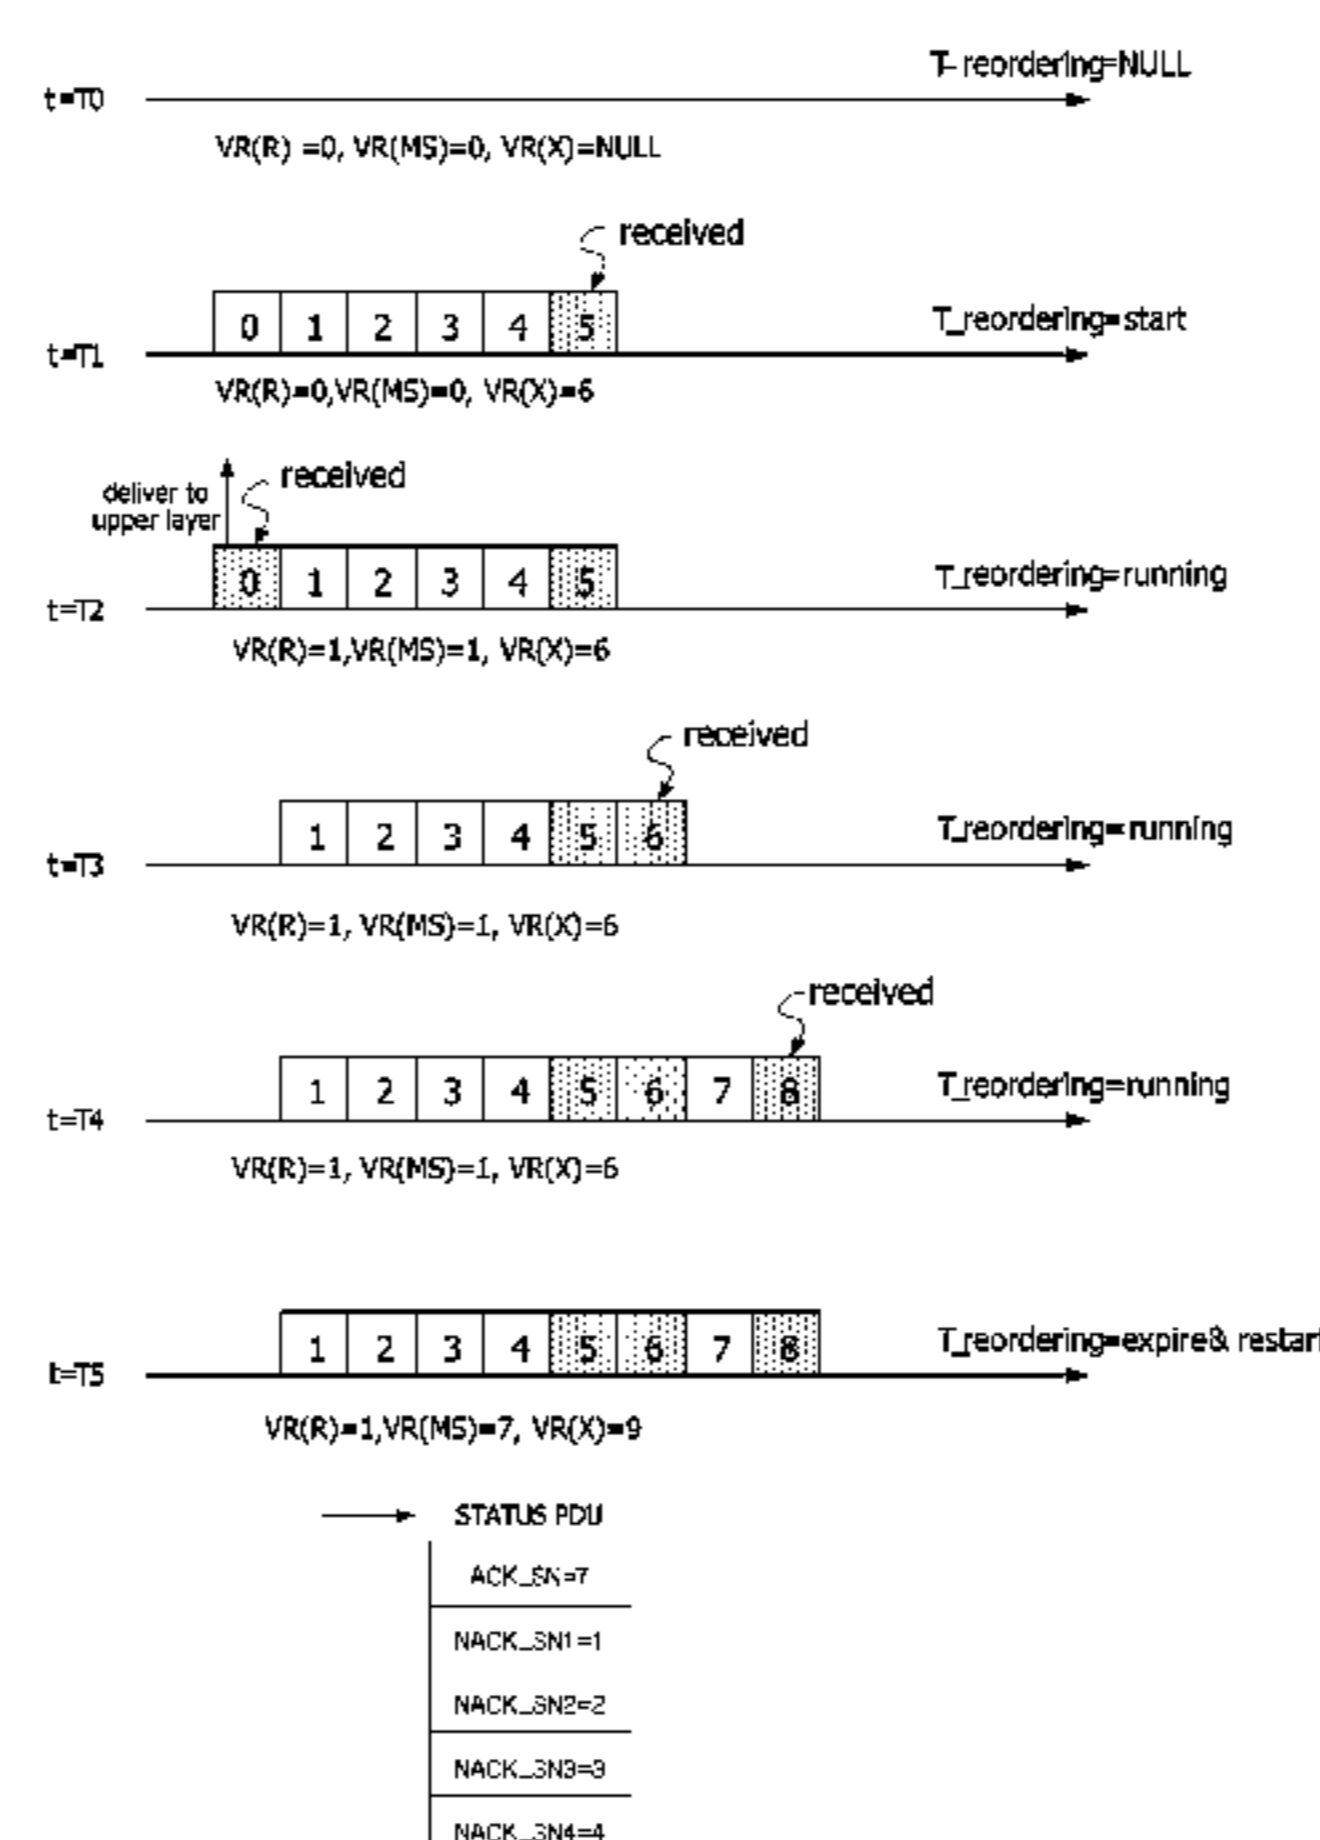 T_reordering=NULL
t=T0
VR(R) =0, VR(MS)=0, VR(X)=NULL
received
0 1 2 3 4 5
T_reordering=start
t=T1
VR(R)=0,VR(MS)=0, VR(X)=6
received
deliver to
upper layer
0 1 2 3 4 5
T_reordering=running
t=T2
VR(R)=1,VR(MS)=1, VR(X)=6
received
1 2 3 4 5 6
T_reordering=running
t=T3
VR(R)=1, VR(MS)=1, VR(X)=6
received
1 2 3 4 5 6 7 8
T_reordering=running
t=T4
VR(R)=1, VR(MS)=1, VR(X)=6
1 2 3 4 5 6 7 8
T_reordering=expire& restart
t=T5
VR(R)=1,VR(MS)=7, VR(X)=9
STATUS PDU
ACK_SN=7
NACK_SN1=1
NACK_SN2=2
NACK_SN3=3
NACK_SN4=4